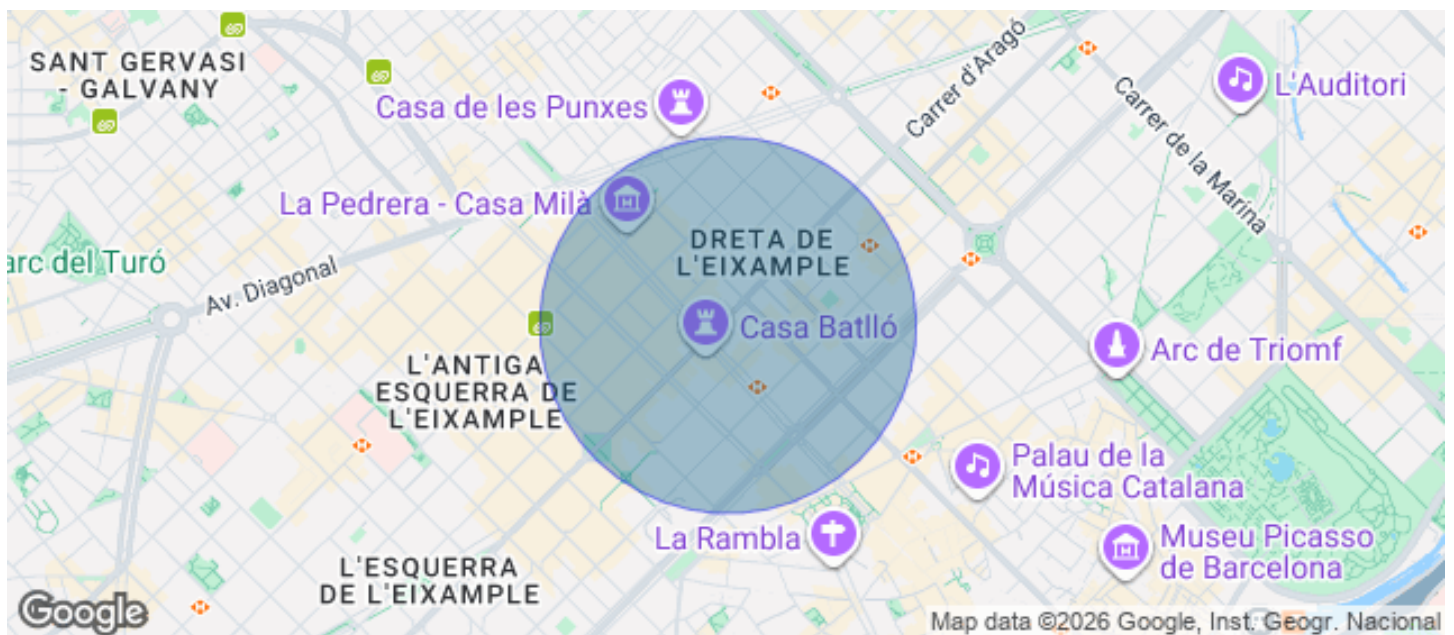 SANT GERVASI
- GALVANY
Casa de les Punxes
Carrer d'Aragó
L'Auditori
Carrer de la Marina
La Pedrera - Casa Milà
DRETA DE
L'EIXAMPLE
arc del Turó
Av. Diagonal
Casa Batlló
Arc de Triomf
L'ANTIGA
ESQUERRA DE
L'EIXAMPLE
Palau de la
Música Catalana
La Rambla
Museu Picasso
de Barcelona
L'ESQUERRA
DE L'EIXAMPLE
Google
Map data ©2026 Google, Inst. Geogr. Nacional